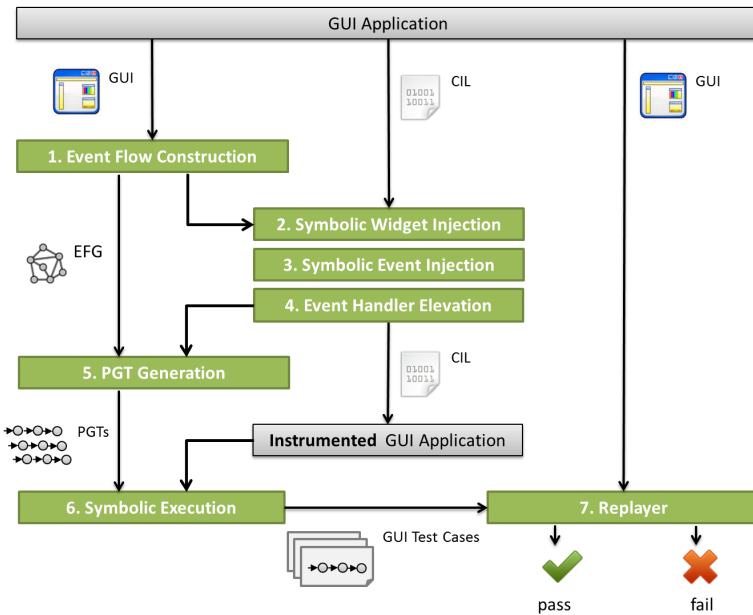 GUI Application
GUI
CIL
01001
10011
GUI
1. Event Flow Construction
2. Symbolic Widget Injection
EFG
3. Symbolic Event Injection
4. Event Handler Elevation
CIL
01001
10011
5. PGT Generation
PGTs
Instrumented GUI Application
6. Symbolic Execution
7. Replayer
GUI Test Cases
pass
fail